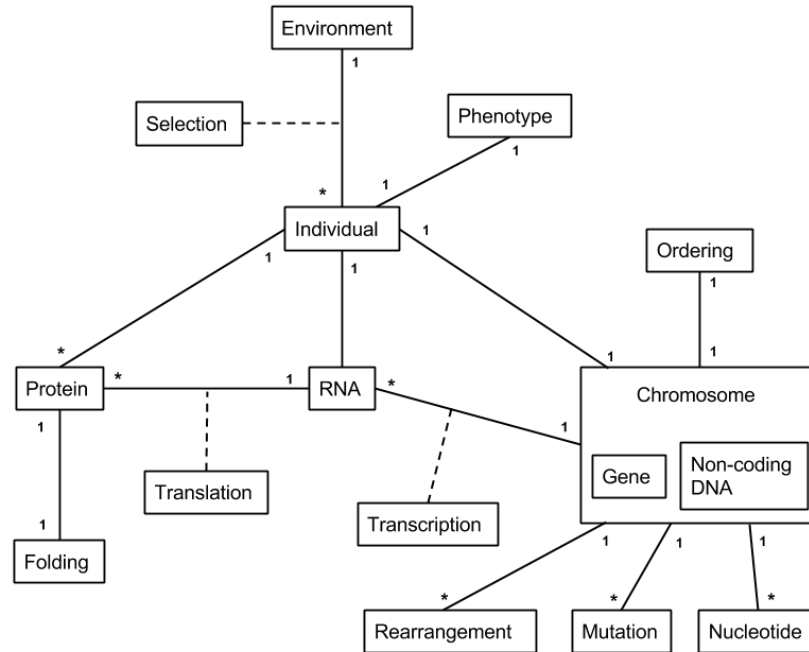 Environment
1
Selection
Phenotype
1
*
1
Individual
1
1
1
Ordering
1
*
1
1
Protein
*
1
RNA
*
Chromosome
1
1
Gene
Non-coding
DNA
Translation
Transcription
1
Folding
1
1
1
*
*
*
Rearrangement
Mutation
Nucleotide